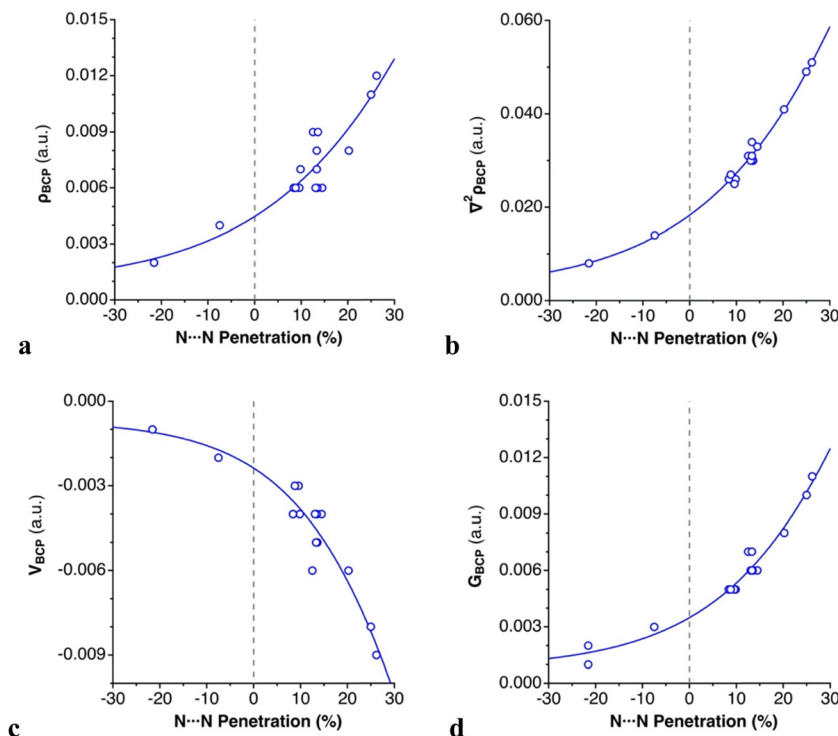 0.015
0.012
0.009
0.006
0.003
0.000
ρBCP (a.u.)
-30 -20 -10 0 10 20 30
N···N Penetration (%)
a
0.060
0.040
0.020
0.000
∇²ρBCP (a.u.)
-30 -20 -10 0 10 20 30
N···N Penetration (%)
b
0.000
-0.003
-0.006
-0.009
VBCP (a.u.)
-30 -20 -10 0 10 20 30
N···N Penetration (%)
c
0.015
0.012
0.009
0.006
0.003
0.000
GBCP (a.u.)
-30 -20 -10 0 10 20 30
N···N Penetration (%)
d